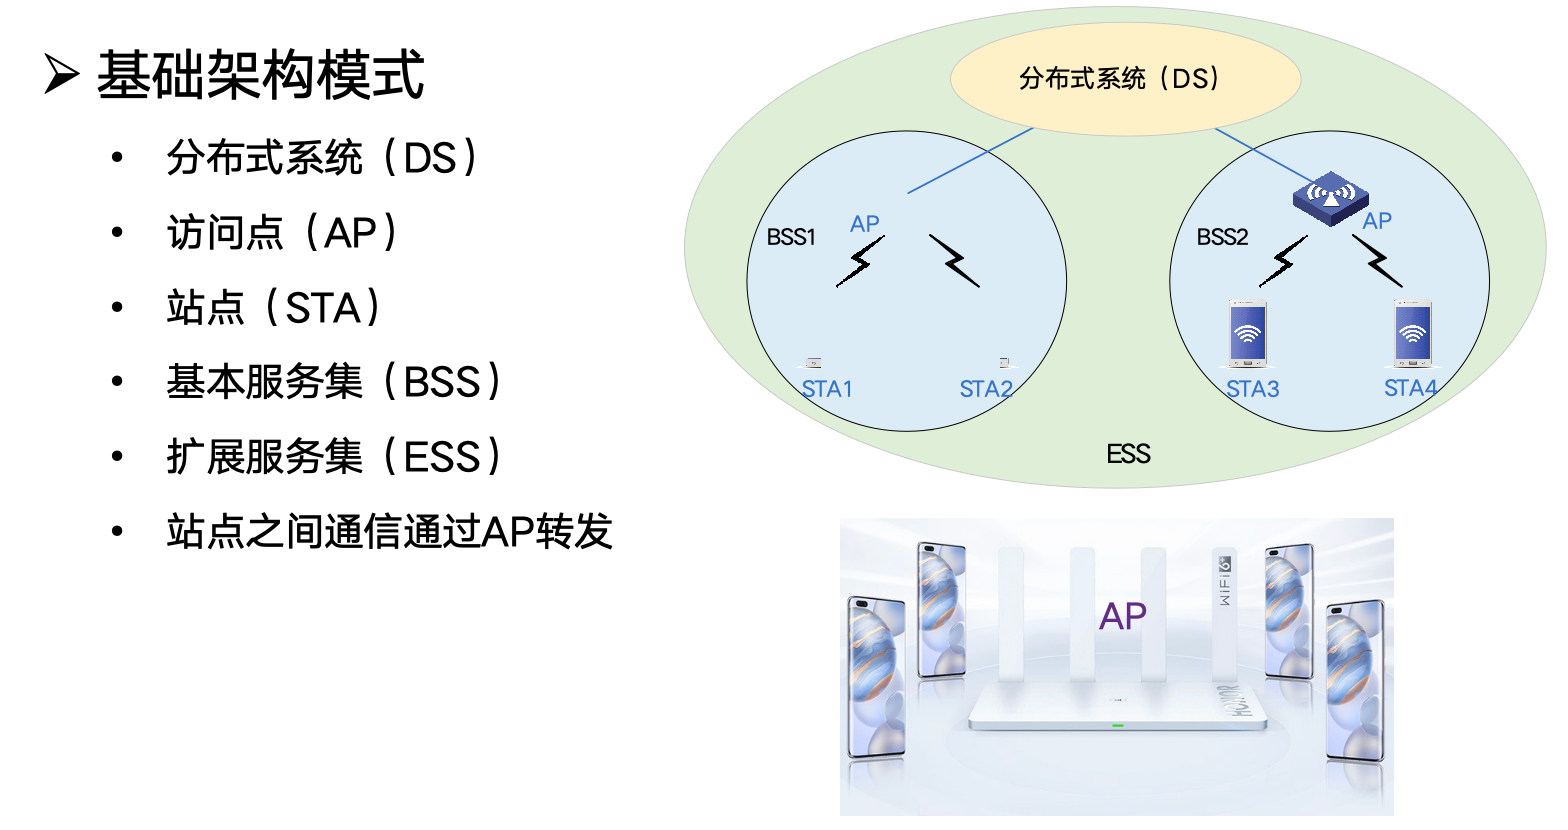 基础架构模式
分布式系统（DS）
访问点（AP）
站点（STA）
基本服务集（BSS）
扩展服务集（ESS）
站点之间通信通过AP转发
分布式系统（DS）
BSS1
AP
STA1
STA2
BSS2
AP
STA3
STA4
ESS
AP
WiFi 6+
HONOR